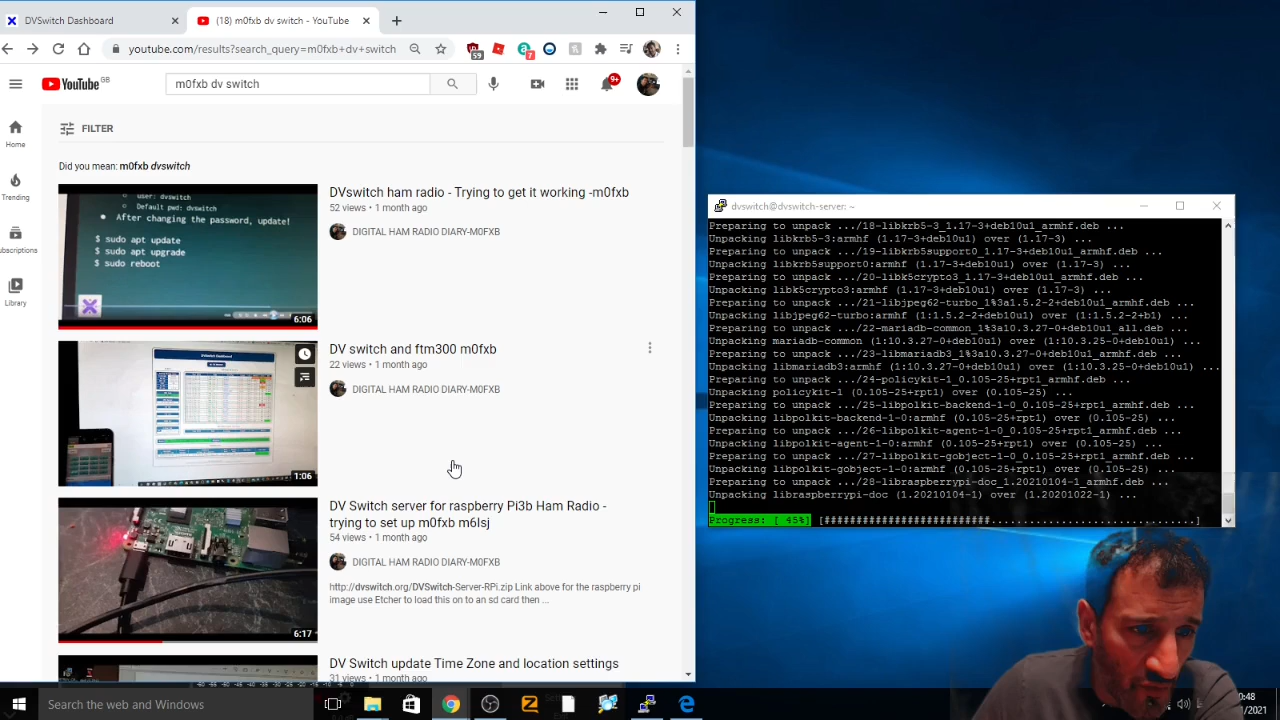 DVSwitch Dashboard
(18) m0fxb dv switch - YouTube
youtube.com/results?search_query=m0fxb+dv+switch
59
7
YouTube GB
m0fxb dv switch
9+
Home
Trending
Subscriptions
Library
FILTER
Did you mean: m0fxb dvswitch
user: dvswitch
Default pwd: dvswitch
After changing the password, update!
$ sudo apt update
$ sudo apt upgrade
$ sudo reboot
6:06
DVswitch ham radio - Trying to get it working -m0fxb
52 views • 1 month ago
DIGITAL HAM RADIO DIARY-M0FXB
1:06
DV switch and ftm300 m0fxb
22 views • 1 month ago
DIGITAL HAM RADIO DIARY-M0FXB
6:17
DV Switch server for raspberry Pi3b Ham Radio -
trying to set up m0fxb m6lsj
54 views • 1 month ago
DIGITAL HAM RADIO DIARY-M0FXB
http://dvswitch.org/DVSwitch-Server-RPi.zip Link above for the raspberry pi
image use Etcher to load this on to an sd card then ...
DV Switch update Time Zone and location settings
31 views • 1 month ago
dvswitch@dvswitch-server: ~
Preparing to unpack .../18-libkrb5-3_1.17-3+deb10u1_armhf.deb ...
Unpacking libkrb5-3:armhf (1.17-3+deb10u1) over (1.17-3) ...
Preparing to unpack .../19-libkrb5support0_1.17-3+deb10u1_armhf.deb ...
Unpacking libkrb5support0:armhf (1.17-3+deb10u1) over (1.17-3) ...
Preparing to unpack .../20-libk5crypto3_1.17-3+deb10u1_armhf.deb ...
Unpacking libk5crypto3:armhf (1.17-3+deb10u1) over (1.17-3) ...
Preparing to unpack .../21-libjpeg62-turbo_1%3a1.5.2-2+deb10u1_armhf.deb ...
Unpacking libjpeg62-turbo:armhf (1:1.5.2-2+deb10u1) over (1:1.5.2-2+b1) ...
Preparing to unpack .../22-mariadb-common_1%3a10.3.27-0+deb10u1_all.deb ...
Unpacking mariadb-common (1:10.3.27-0+deb10u1) over (1:10.3.25-0+deb10u1) ...
Preparing to unpack .../23-libmariadb3_1%3a10.3.27-0+deb10u1_armhf.deb ...
Unpacking libmariadb3:armhf (1:10.3.27-0+deb10u1) over (1:10.3.25-0+deb10u1) ...
Preparing to unpack .../24-policykit-1_0.105-25+rpt1_armhf.deb ...
Unpacking policykit-1 (0.105-25+rpt1) over (0.105-25) ...
Preparing to unpack .../25-libpolkit-backend-1-0_0.105-25+rpt1_armhf.deb ...
Unpacking libpolkit-backend-1-0:armhf (0.105-25+rpt1) over (0.105-25) ...
Preparing to unpack .../26-libpolkit-agent-1-0_0.105-25+rpt1_armhf.deb ...
Unpacking libpolkit-agent-1-0:armhf (0.105-25+rpt1) over (0.105-25) ...
Preparing to unpack .../27-libpolkit-gobject-1-0_0.105-25+rpt1_armhf.deb ...
Unpacking libpolkit-gobject-1-0:armhf (0.105-25+rpt1) over (0.105-25) ...
Preparing to unpack .../28-libraspberrypi-doc_1.20210104-1_armhf.deb ...
Unpacking libraspberrypi-doc (1.20210104-1) over (1.20201022-1) ...
Progress: [ 45%] [##########################.................................]
Search the web and Windows
0:48
/2021